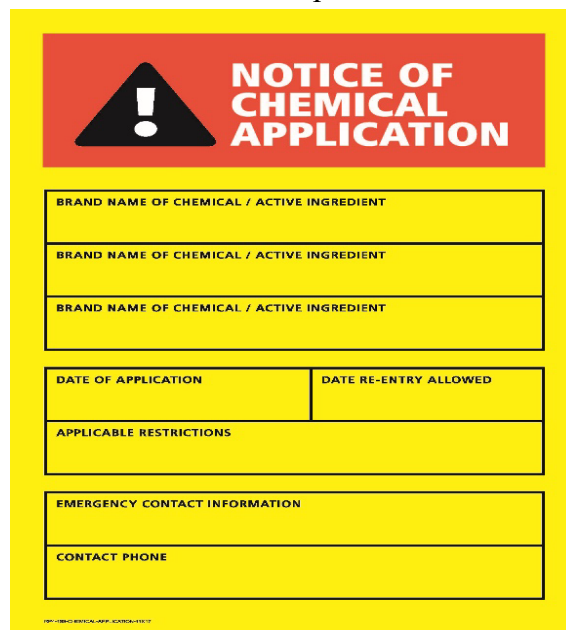 NOTICE OF
CHEMICAL
APPLICATION
BRAND NAME OF CHEMICAL / ACTIVE INGREDIENT
BRAND NAME OF CHEMICAL / ACTIVE INGREDIENT
BRAND NAME OF CHEMICAL / ACTIVE INGREDIENT
DATE OF APPLICATION
DATE RE-ENTRY ALLOWED
APPLICABLE RESTRICTIONS
EMERGENCY CONTACT INFORMATION
CONTACT PHONE